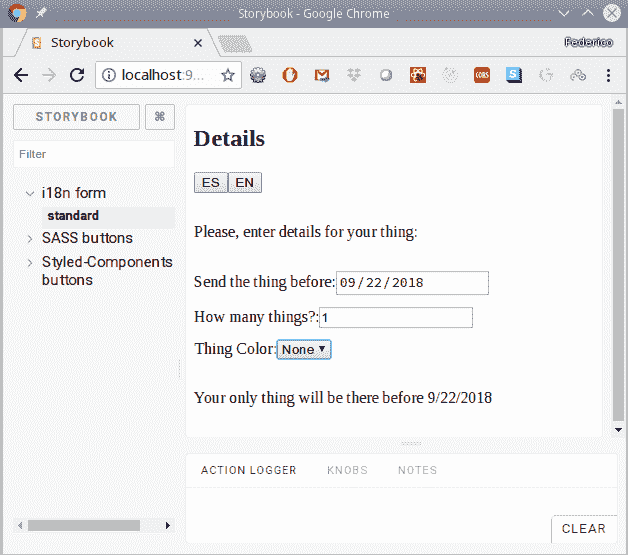 Storybook - Google Chrome
Storybook
Federico
localhost:9...
STORYBOOK
⌘
Filter
i18n form
standard
SASS buttons
Styled-Components
buttons
Details
ES EN
Please, enter details for your thing:
Send the thing before: 09/22/2018
How many things?: 1
Thing Color: None
Your only thing will be there before 9/22/2018
ACTION LOGGER KNOBS NOTES
CLEAR